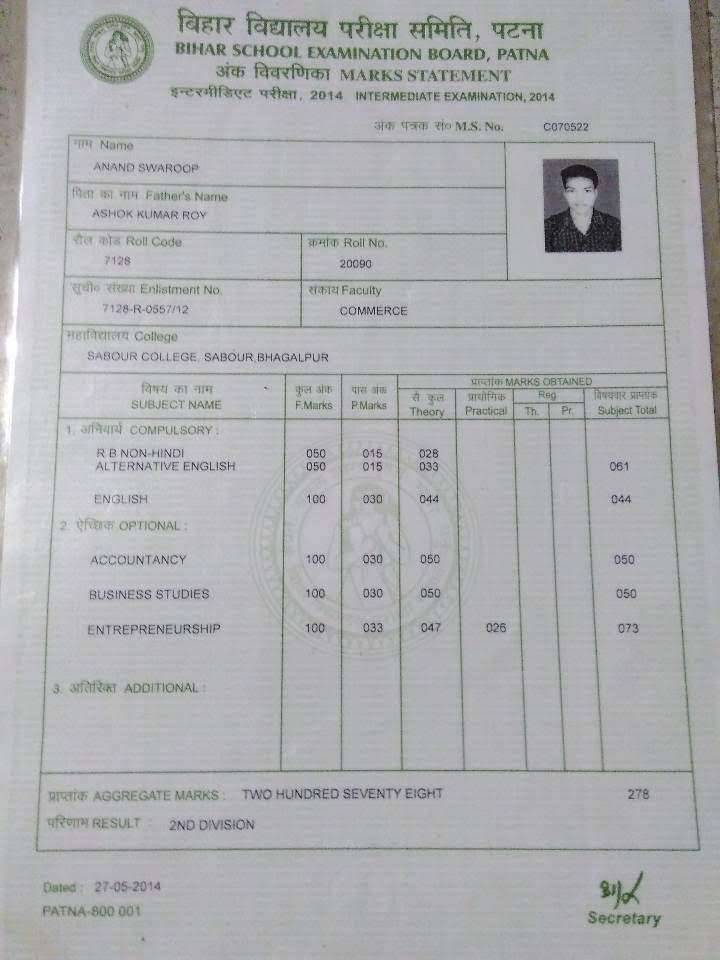 बिहार विद्यालय परीक्षा समिति, पटना
BIHAR SCHOOL EXAMINATION BOARD, PATNA
अंक विवरणिका MARKS STATEMENT
इन्टरमीडिएट परीक्षा, 2014 INTERMEDIATE EXAMINATION, 2014
अंक पत्रक सं० M.S. No. C070522
नाम Name
ANAND SWAROOP
पिता का नाम Father's Name
ASHOK KUMAR ROY
रौल कोड Roll Code क्रमांक Roll No.
7128 20090
सूची० संख्या Enlistment No. संकाय Faculty
7128-R-0557/12 COMMERCE
महाविद्यालय College
SABOUR COLLEGE, SABOUR,BHAGALPUR
विषय का नाम SUBJECT NAME कुल अंक F.Marks पास अंक P.Marks प्राप्तांक MARKS OBTAINED
सै. कुल Theory प्रायोगिक Practical Reg. Th. Pr. विषयवार प्राप्तांक Subject Total
1. अनिवार्य COMPULSORY :
R B NON-HINDI 050 015 028
ALTERNATIVE ENGLISH 050 015 033 061
ENGLISH 100 030 044 044
2. ऐच्छिक OPTIONAL :
ACCOUNTANCY 100 030 050 050
BUSINESS STUDIES 100 030 050 050
ENTREPRENEURSHIP 100 033 047 026 073
3. अतिरिक्त ADDITIONAL :
प्राप्तांक AGGREGATE MARKS : TWO HUNDRED SEVENTY EIGHT 278
परिणाम RESULT : 2ND DIVISION
Dated : 27-05-2014
PATNA-800 001
Secretary